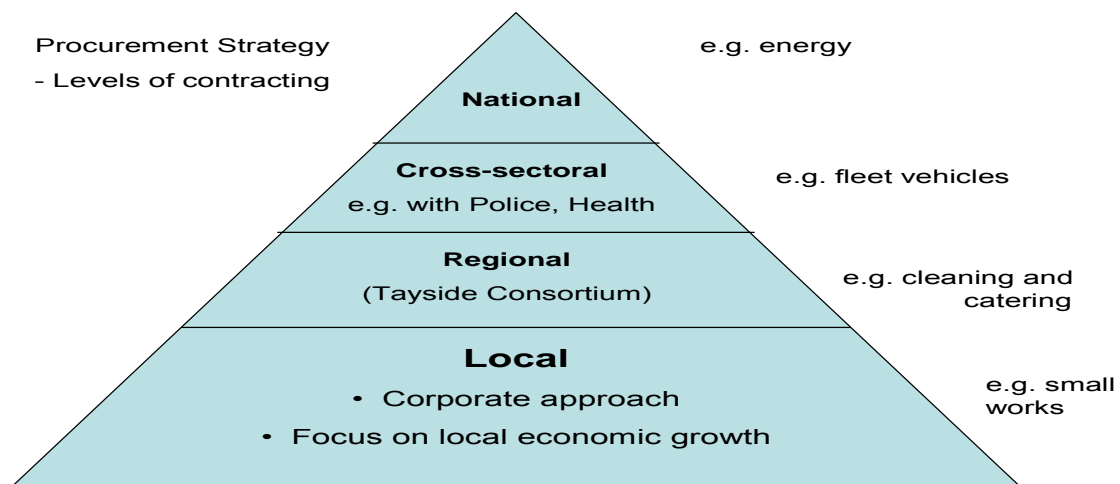 Procurement Strategy
- Levels of contracting
e.g. energy
National
Cross-sectoral
e.g. with Police, Health
e.g. fleet vehicles
Regional
(Tayside Consortium)
e.g. cleaning and
catering
Local
• Corporate approach
• Focus on local economic growth
e.g. small
works